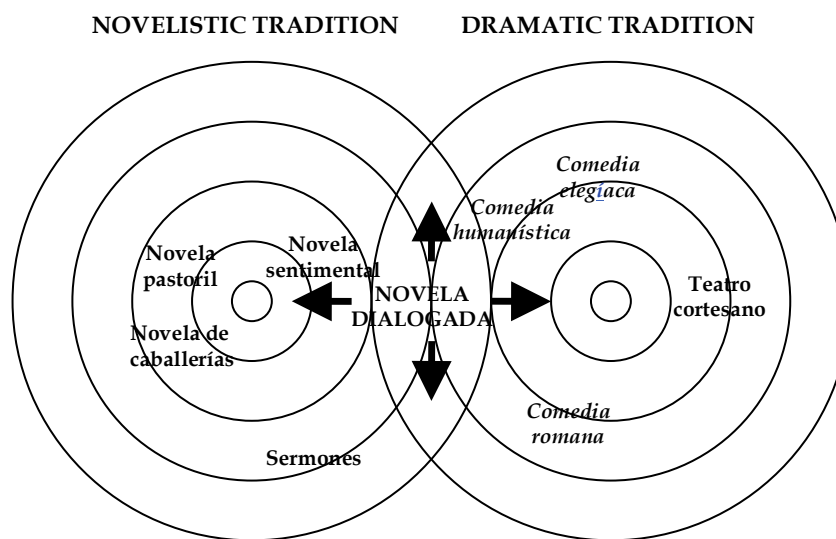 NOVELISTIC TRADITION
DRAMATIC TRADITION
Comedia
elegíaca
Comedia
humanística
Novela
pastoril
Novela
sentimental
Teatro
cortesano
NOVELA
DIALOGADA
Novela de
caballerías
Comedia
romana
Sermones